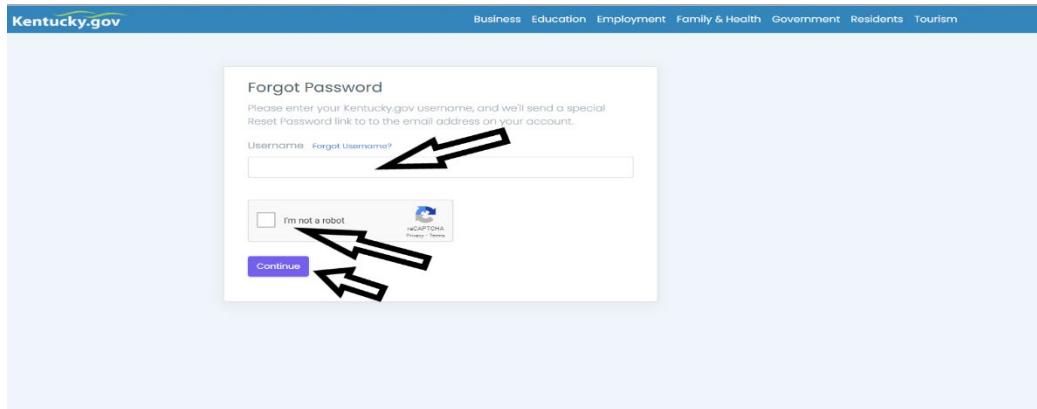 Kentucky.gov
Business Education Employment Family & Health Government Residents Tourism
Forgot Password
Please enter your Kentucky.gov username, and we'll send a special
Reset Password link to to the email address on your account.
Username Forgot Username?
I'm not a robot
reCAPTCHA
Privacy - Terms
Continue